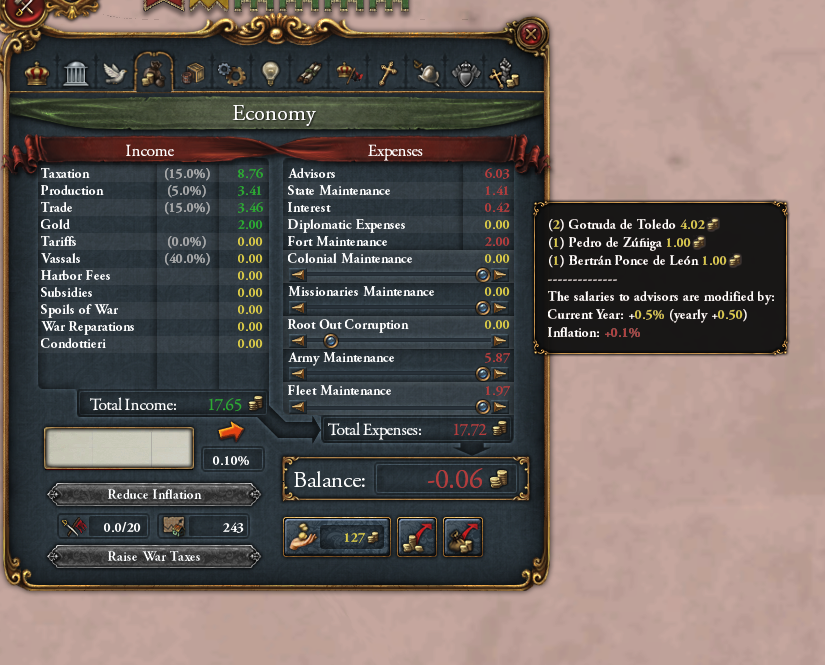 Economy
Income
Taxation (15.0%) 8.76
Production (5.0%) 3.41
Trade (15.0%) 3.46
Gold 2.00
Tariffs (0.0%) 0.00
Vassals (40.0%) 0.00
Harbor Fees 0.00
Subsidies 0.00
Spoils of War 0.00
War Reparations 0.00
Condottieri 0.00
Total Income: 17.65
0.10%
Reduce Inflation
0.0/20 243
Raise War Taxes
Expenses
Advisors 6.03
State Maintenance 1.41
Interest 0.42
Diplomatic Expenses 0.00
Fort Maintenance 2.00
Colonial Maintenance 0.00
Missionaries Maintenance 0.00
Root Out Corruption 0.00
Army Maintenance 5.87
Fleet Maintenance 1.97
Total Expenses: 17.72
Balance: -0.06
127
(2) Gotruda de Toledo 4.02
(1) Pedro de Zúñiga 1.00
(1) Bertrán Ponce de León 1.00
--------------
The salaries to advisors are modified by:
Current Year: +0.5% (yearly +0.50)
Inflation: +0.1%